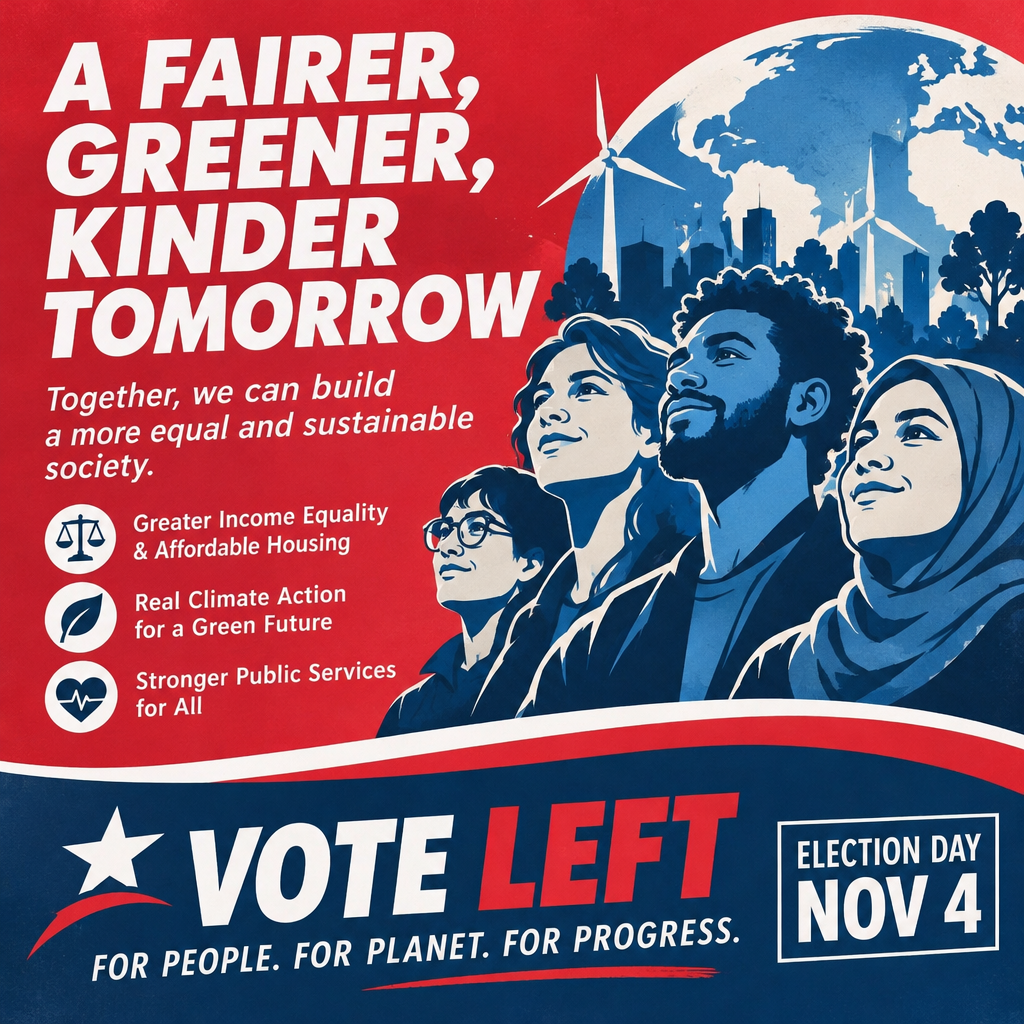 A FAIRER,
GREENER,
KINDER
TOMORROW
Together, we can build
a more equal and sustainable
society.
Greater Income Equality
& Affordable Housing
Real Climate Action
for a Green Future
Stronger Public Services
for All
VOTE LEFT
FOR PEOPLE. FOR PLANET. FOR PROGRESS.
ELECTION DAY
NOV 4